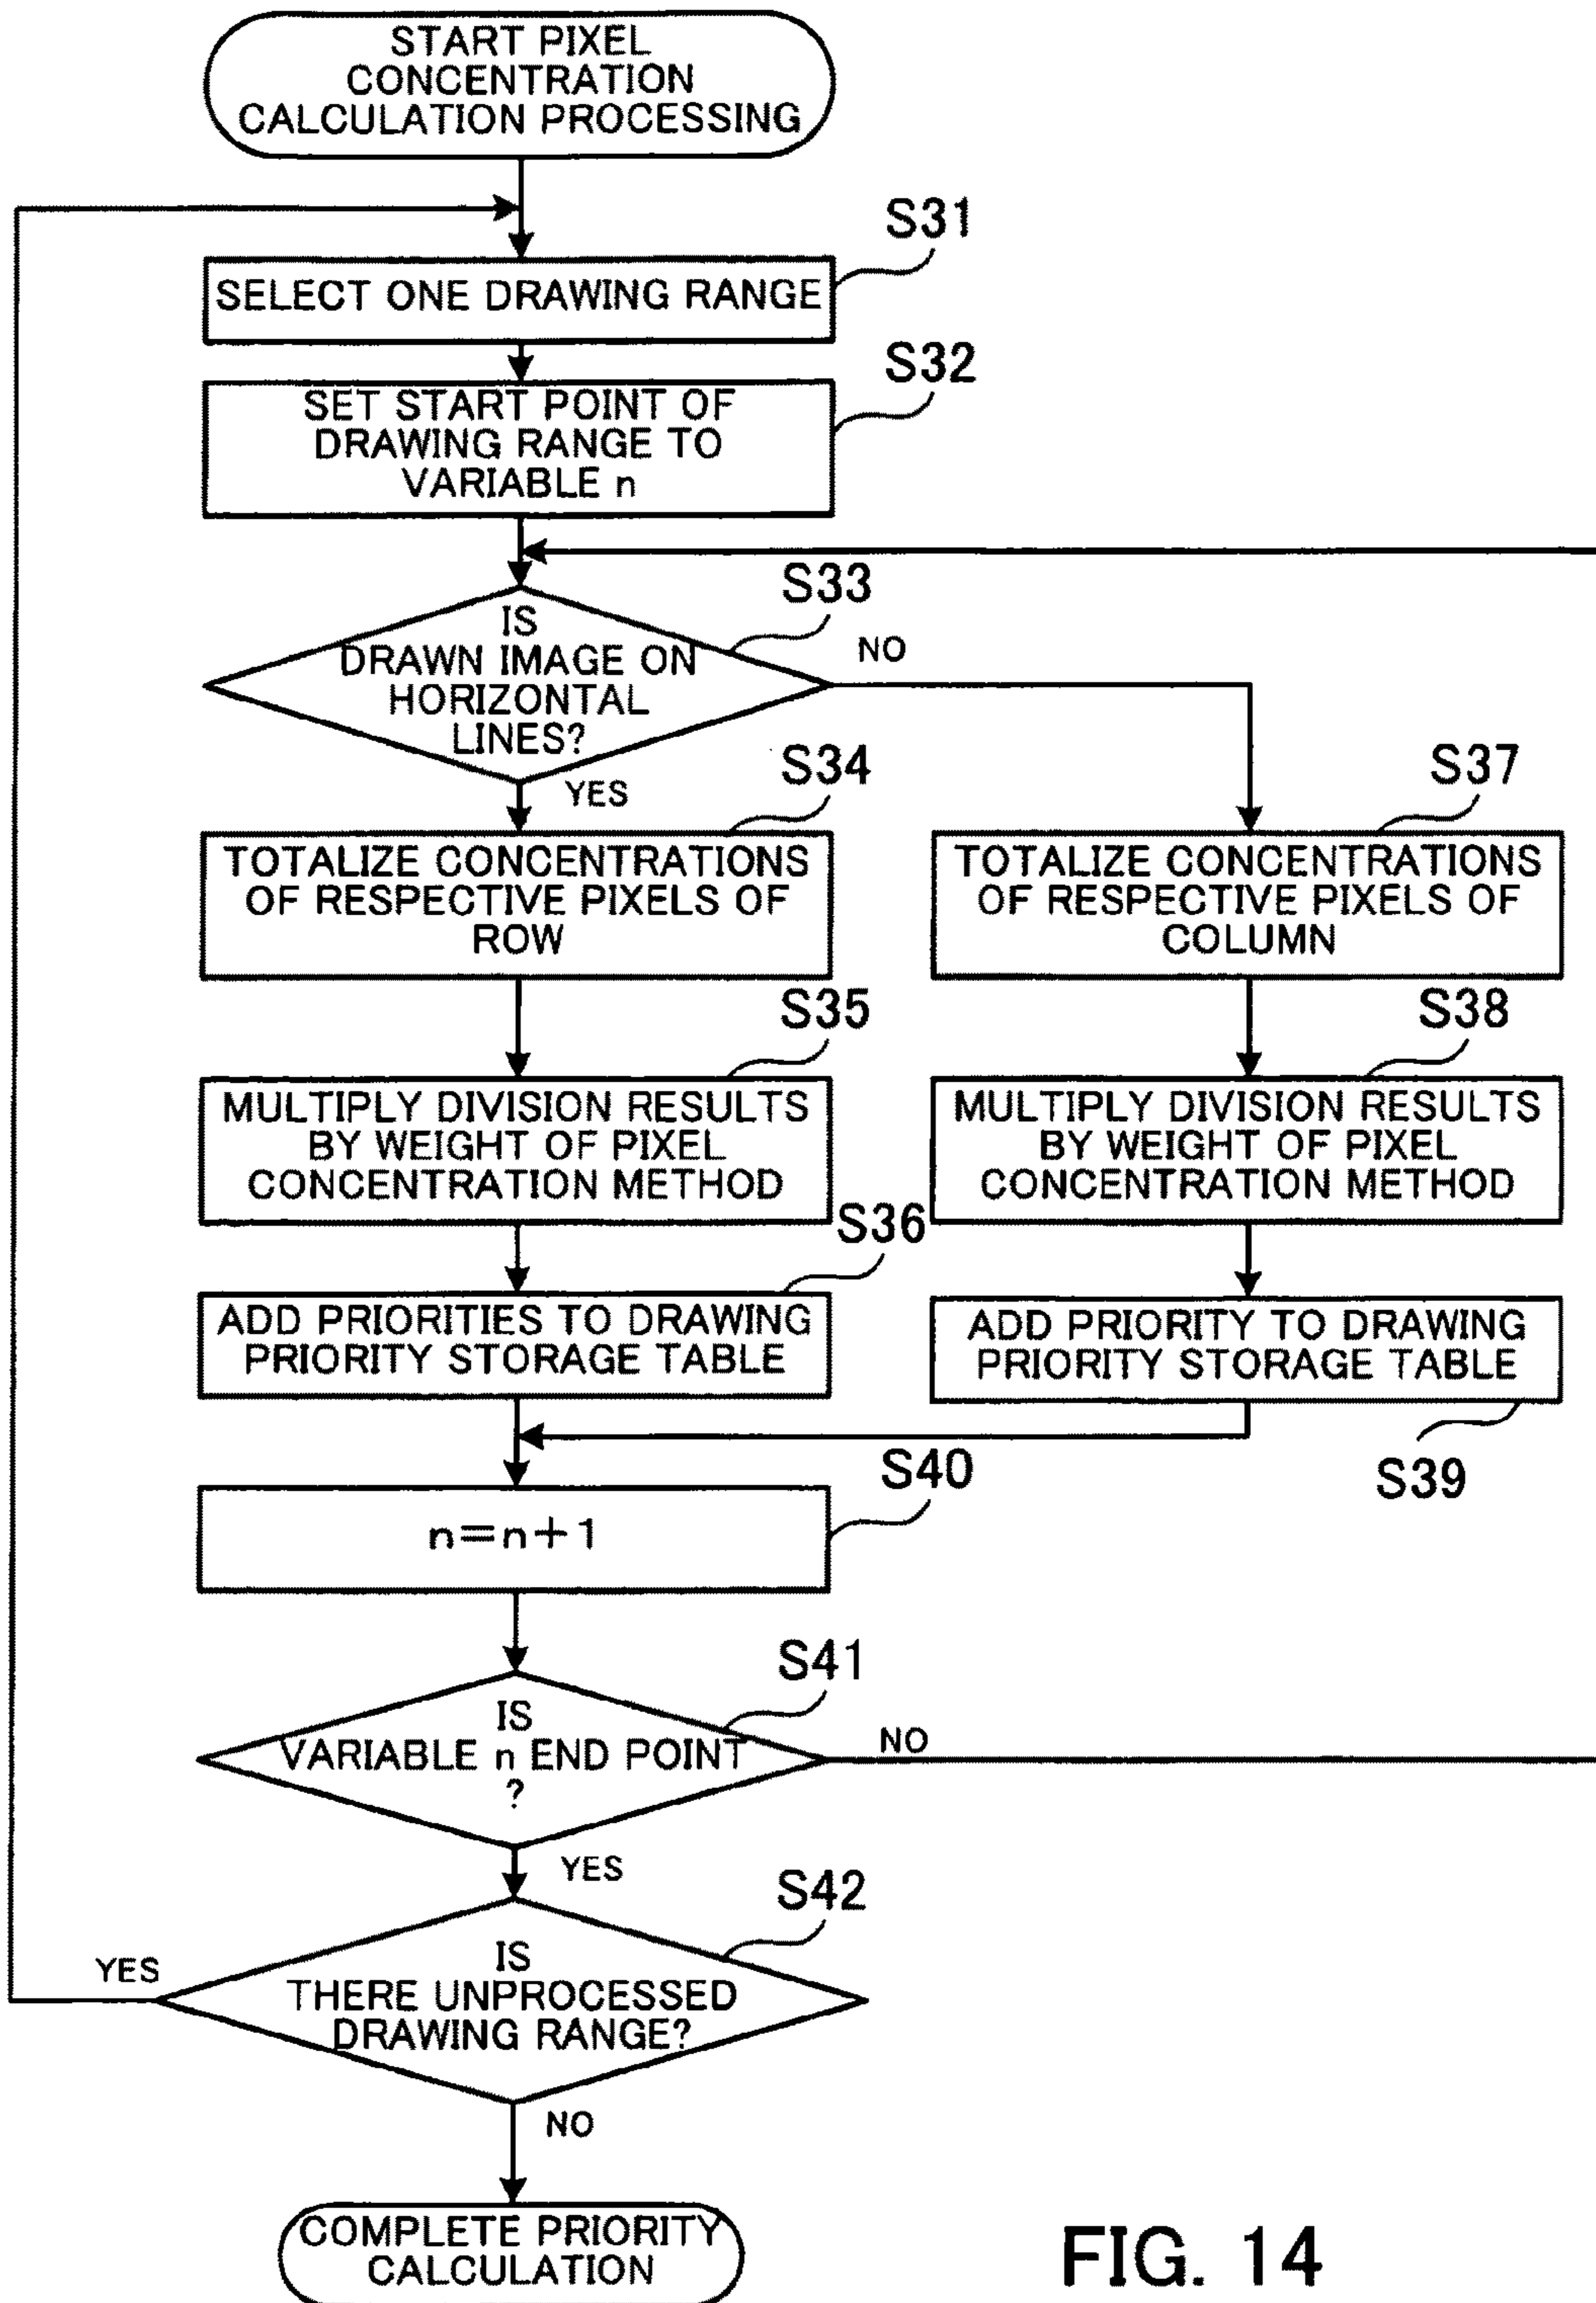 START PIXEL
CONCENTRATION
CALCULATION PROCESSING
S31
SELECT ONE DRAWING RANGE
S32
SET START POINT OF
DRAWING RANGE TO
VARIABLE n
S33
IS
DRAWN IMAGE ON
HORIZONTAL
LINES?
NO
YES
S34
TOTALIZE CONCENTRATIONS
OF RESPECTIVE PIXELS OF
ROW
S37
TOTALIZE CONCENTRATIONS
OF RESPECTIVE PIXELS OF
COLUMN
S35
MULTIPLY DIVISION RESULTS
BY WEIGHT OF PIXEL
CONCENTRATION METHOD
S38
MULTIPLY DIVISION RESULTS
BY WEIGHT OF PIXEL
CONCENTRATION METHOD
S36
ADD PRIORITIES TO DRAWING
PRIORITY STORAGE TABLE
ADD PRIORITY TO DRAWING
PRIORITY STORAGE TABLE
S39
S40
n=n+1
S41
IS
VARIABLE n END POINT
?
NO
YES
S42
IS
THERE UNPROCESSED
DRAWING RANGE?
YES
NO
COMPLETE PRIORITY
CALCULATION
FIG. 14